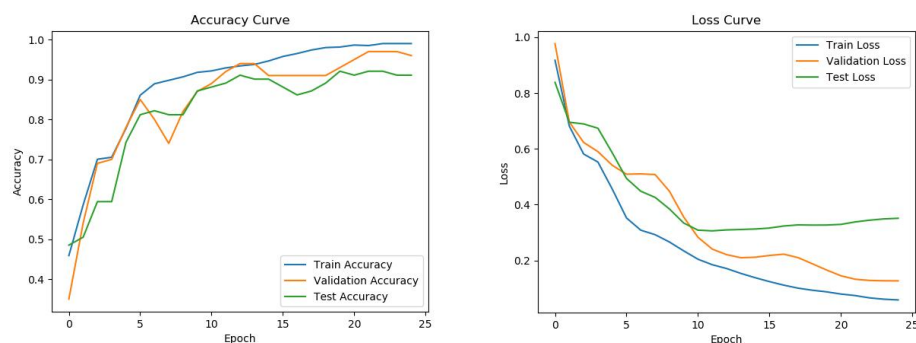 Accuracy Curve
1.0
0.9
0.8
0.7
0.6
0.5
0.4
Accuracy
Train Accuracy
Validation Accuracy
Test Accuracy
0 5 10 15 20 25
Epoch
Loss Curve
1.0
0.8
0.6
0.4
0.2
Loss
Train Loss
Validation Loss
Test Loss
0 5 10 15 20 25
Epoch